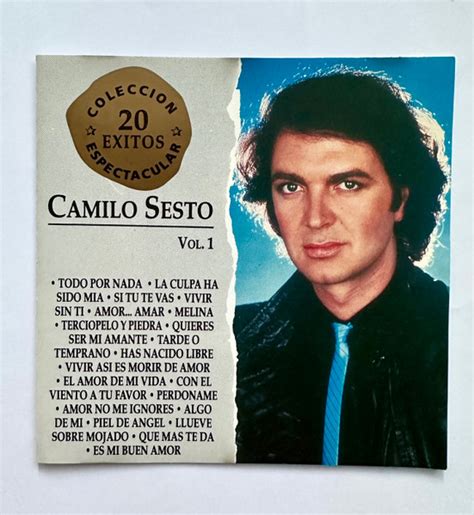 COLECCION
20
EXITOS
ESPECTACULAR
CAMILO SESTO
VOL. 1
· TODO POR NADA · LA CULPA HA
SIDO MIA · SI TU TE VAS · VIVIR
SIN TI · AMOR... AMAR · MELINA
· TERCIOPELO Y PIEDRA · QUIERES
SER MI AMANTE · TARDE O
TEMPRANO · HAS NACIDO LIBRE
· VIVIR ASI ES MORIR DE AMOR
· EL AMOR DE MI VIDA · CON EL
VIENTO A TU FAVOR · PERDONAME
· AMOR NO ME IGNORES · ALGO
DE MI · PIEL DE ANGEL · LLUEVE
SOBRE MOJADO · QUE MAS TE DA
· ES MI BUEN AMOR